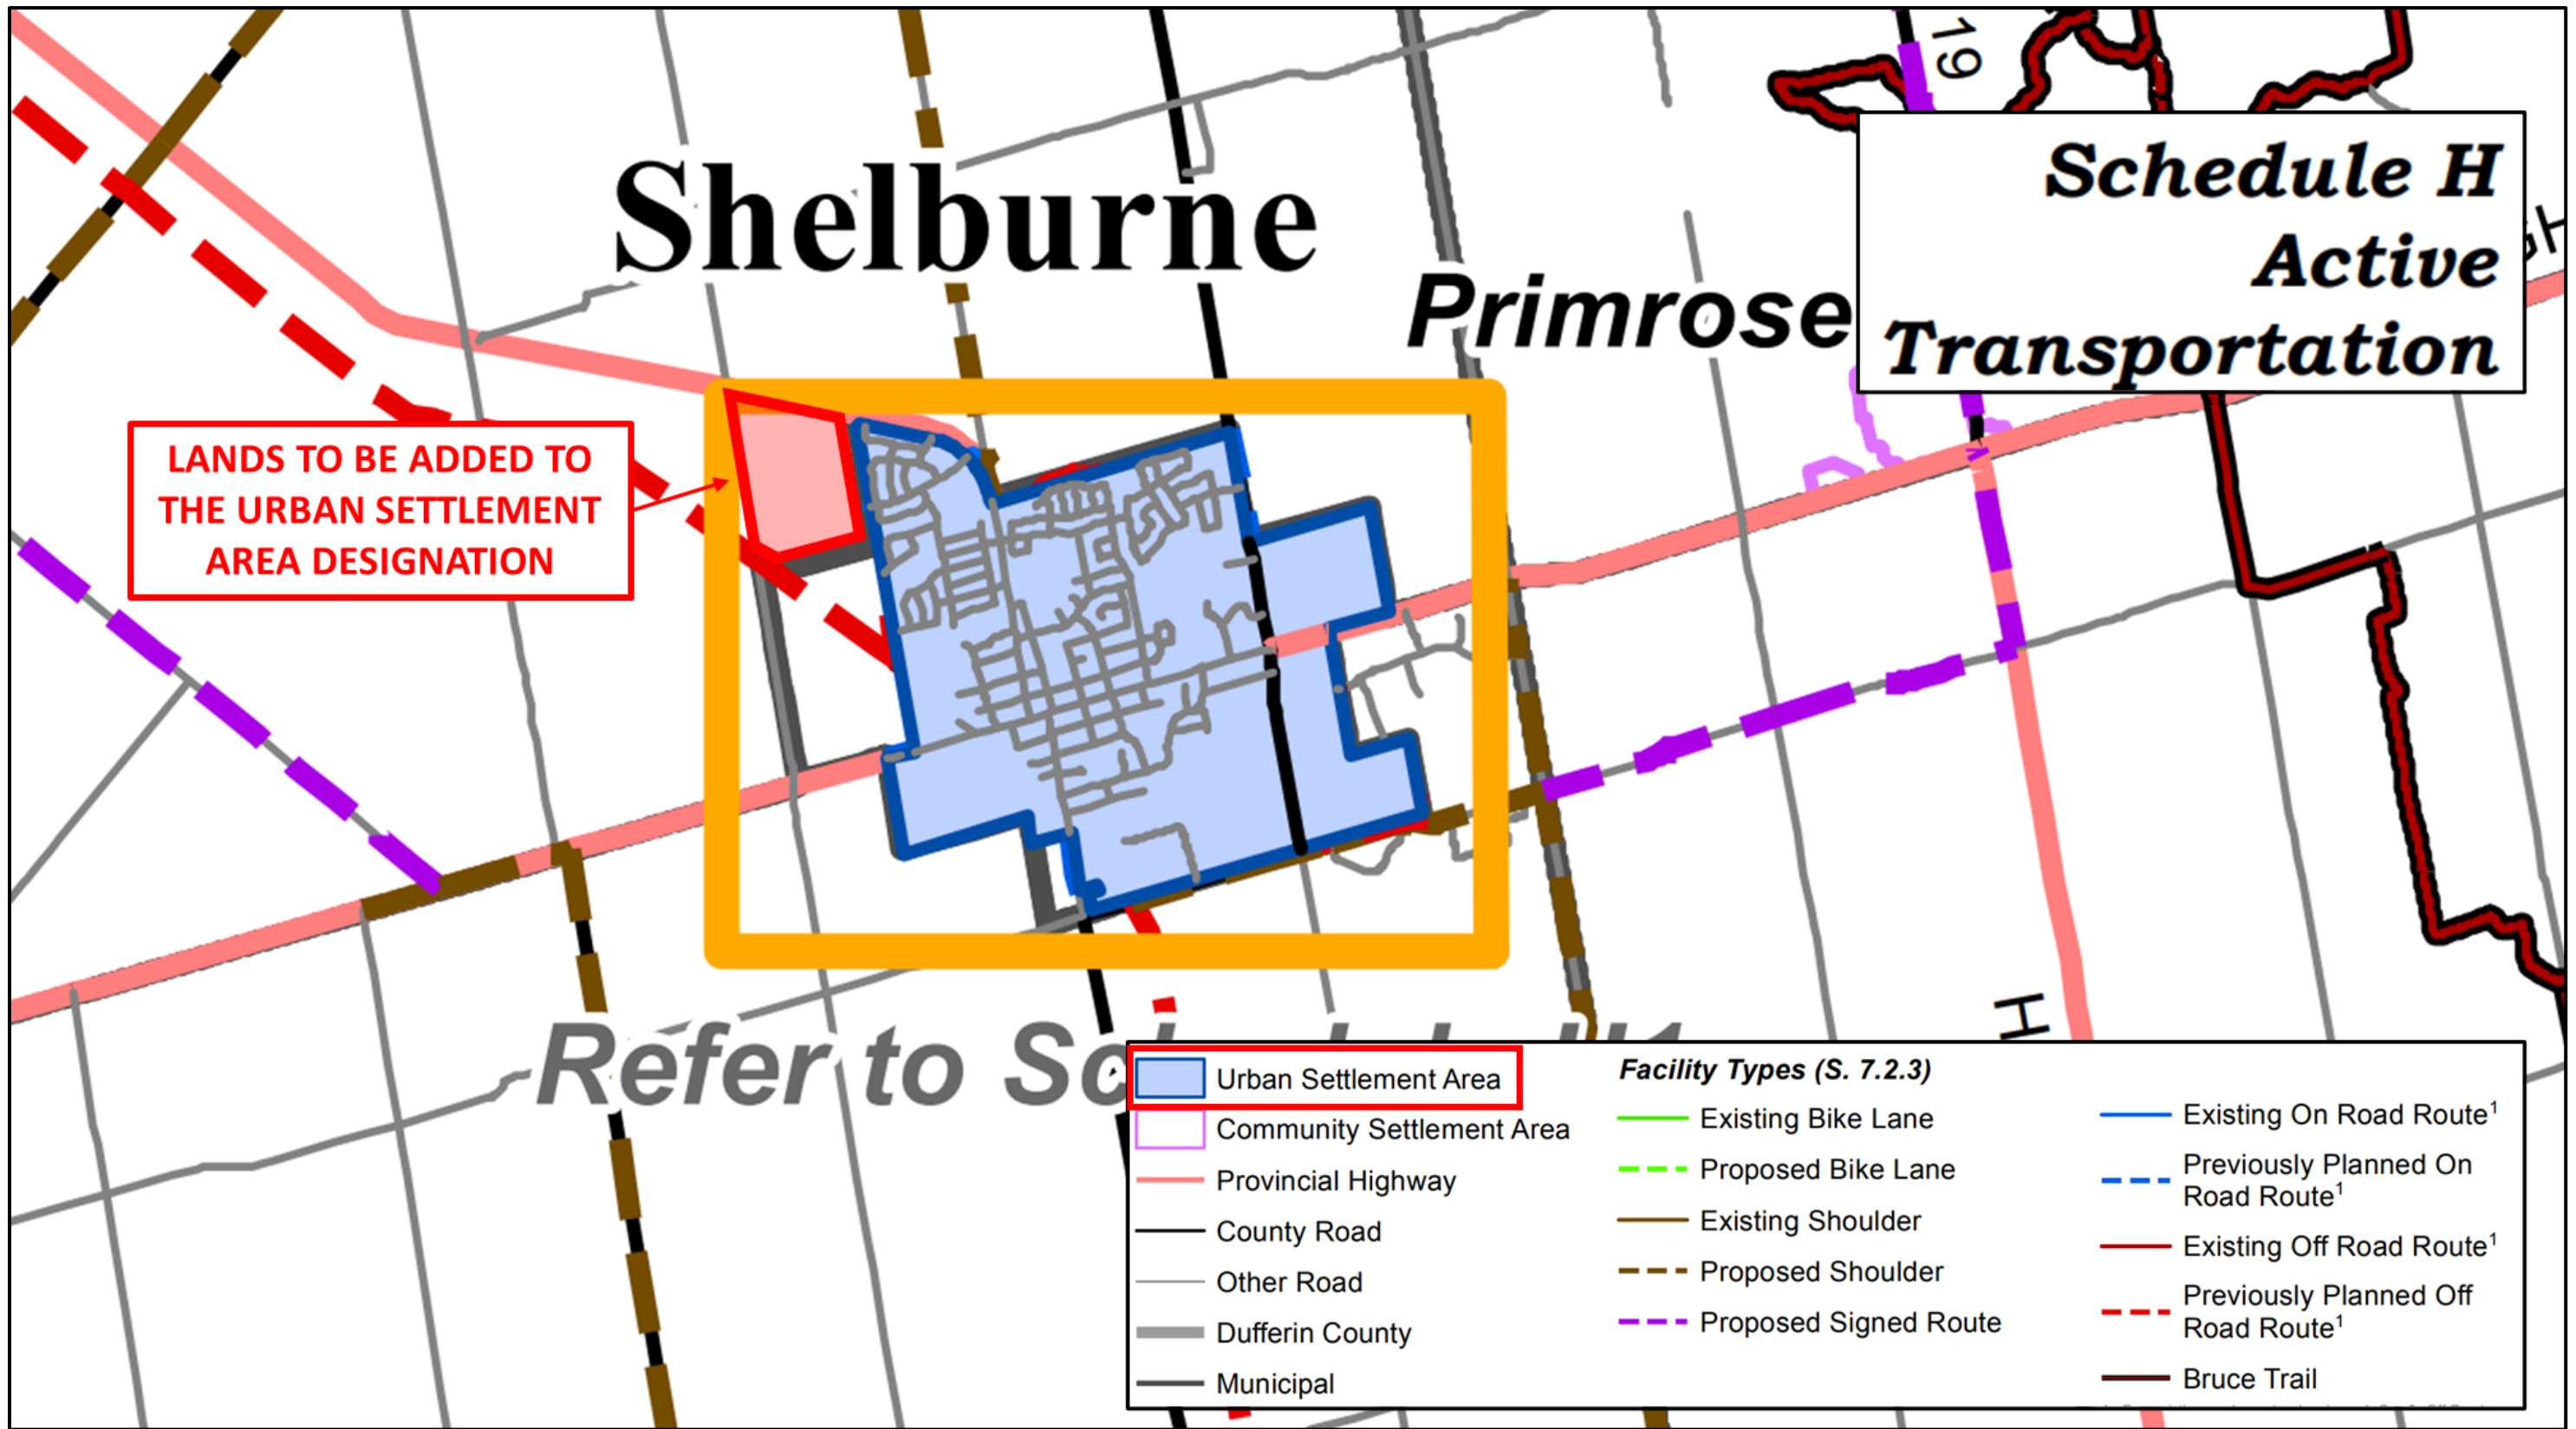 19
Schedule H
Active
Transportation
Shelburne
Primrose
LANDS TO BE ADDED TO
THE URBAN SETTLEMENT
AREA DESIGNATION
H
Refer to
Urban Settlement Area
Community Settlement Area
Provincial Highway
County Road
Other Road
Dufferin County
Municipal
Facility Types (S. 7.2.3)
Existing Bike Lane
Proposed Bike Lane
Existing Shoulder
Proposed Shoulder
Proposed Signed Route
Existing On Road Route¹
Previously Planned On
Road Route¹
Existing Off Road Route¹
Previously Planned Off
Road Route¹
Bruce Trail